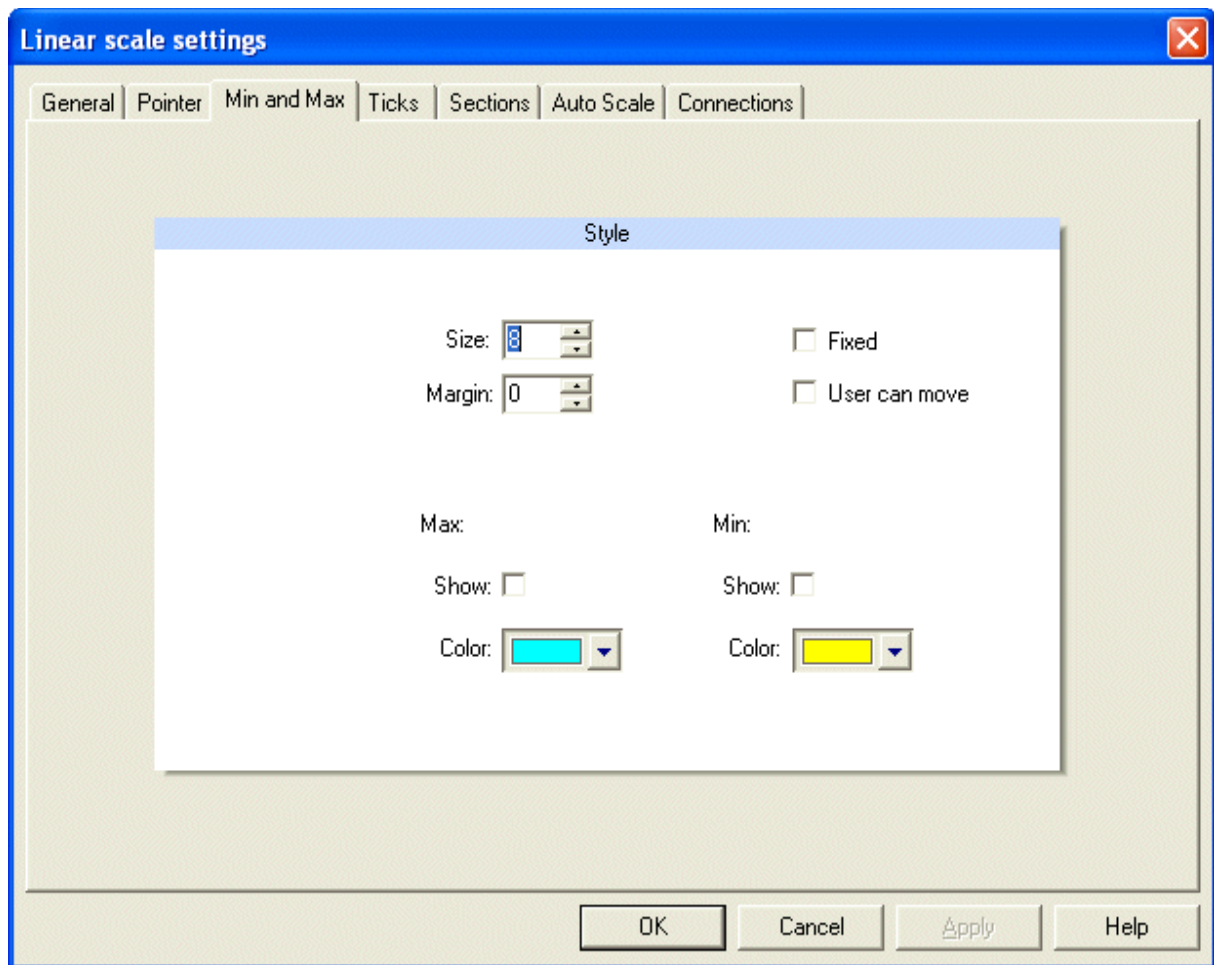 Linear scale settings
General Pointer Min and Max Ticks Sections Auto Scale Connections
Style
Size: 8 Fixed
Margin: 0 User can move
Max: Min:
Show: Show:
Color: Color:
OK Cancel Apply Help